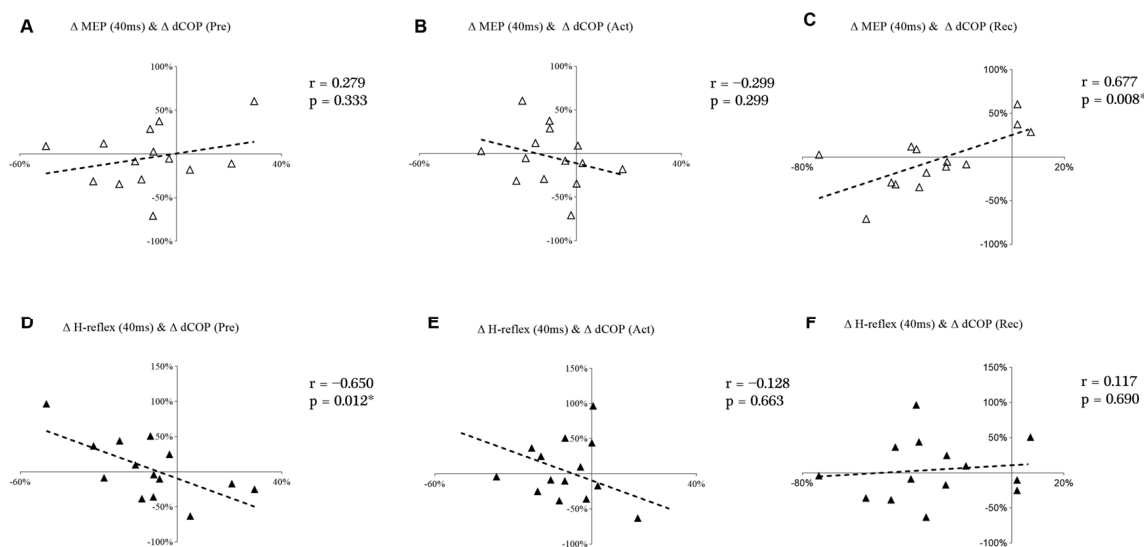 A
Δ MEP (40ms) & Δ dCOP (Pre)
100%
50%
-60%
40%
-50%
-100%
r = 0.279
p = 0.333
B
Δ MEP (40ms) & Δ dCOP (Act)
100%
50%
-60%
40%
-50%
-100%
r = −0.299
p = 0.299
C
Δ MEP (40ms) & Δ dCOP (Rec)
100%
50%
-80%
20%
-50%
-100%
r = 0.677
p = 0.008*
D
Δ H-reflex (40ms) & Δ dCOP (Pre)
150%
100%
50%
-60%
40%
-50%
-100%
r = −0.650
p = 0.012*
E
Δ H-reflex (40ms) & Δ dCOP (Act)
150%
100%
50%
-60%
40%
-50%
-100%
r = −0.128
p = 0.663
F
Δ H-reflex (40ms) & Δ dCOP (Rec)
150%
100%
50%
-80%
20%
-50%
-100%
r = 0.117
p = 0.690